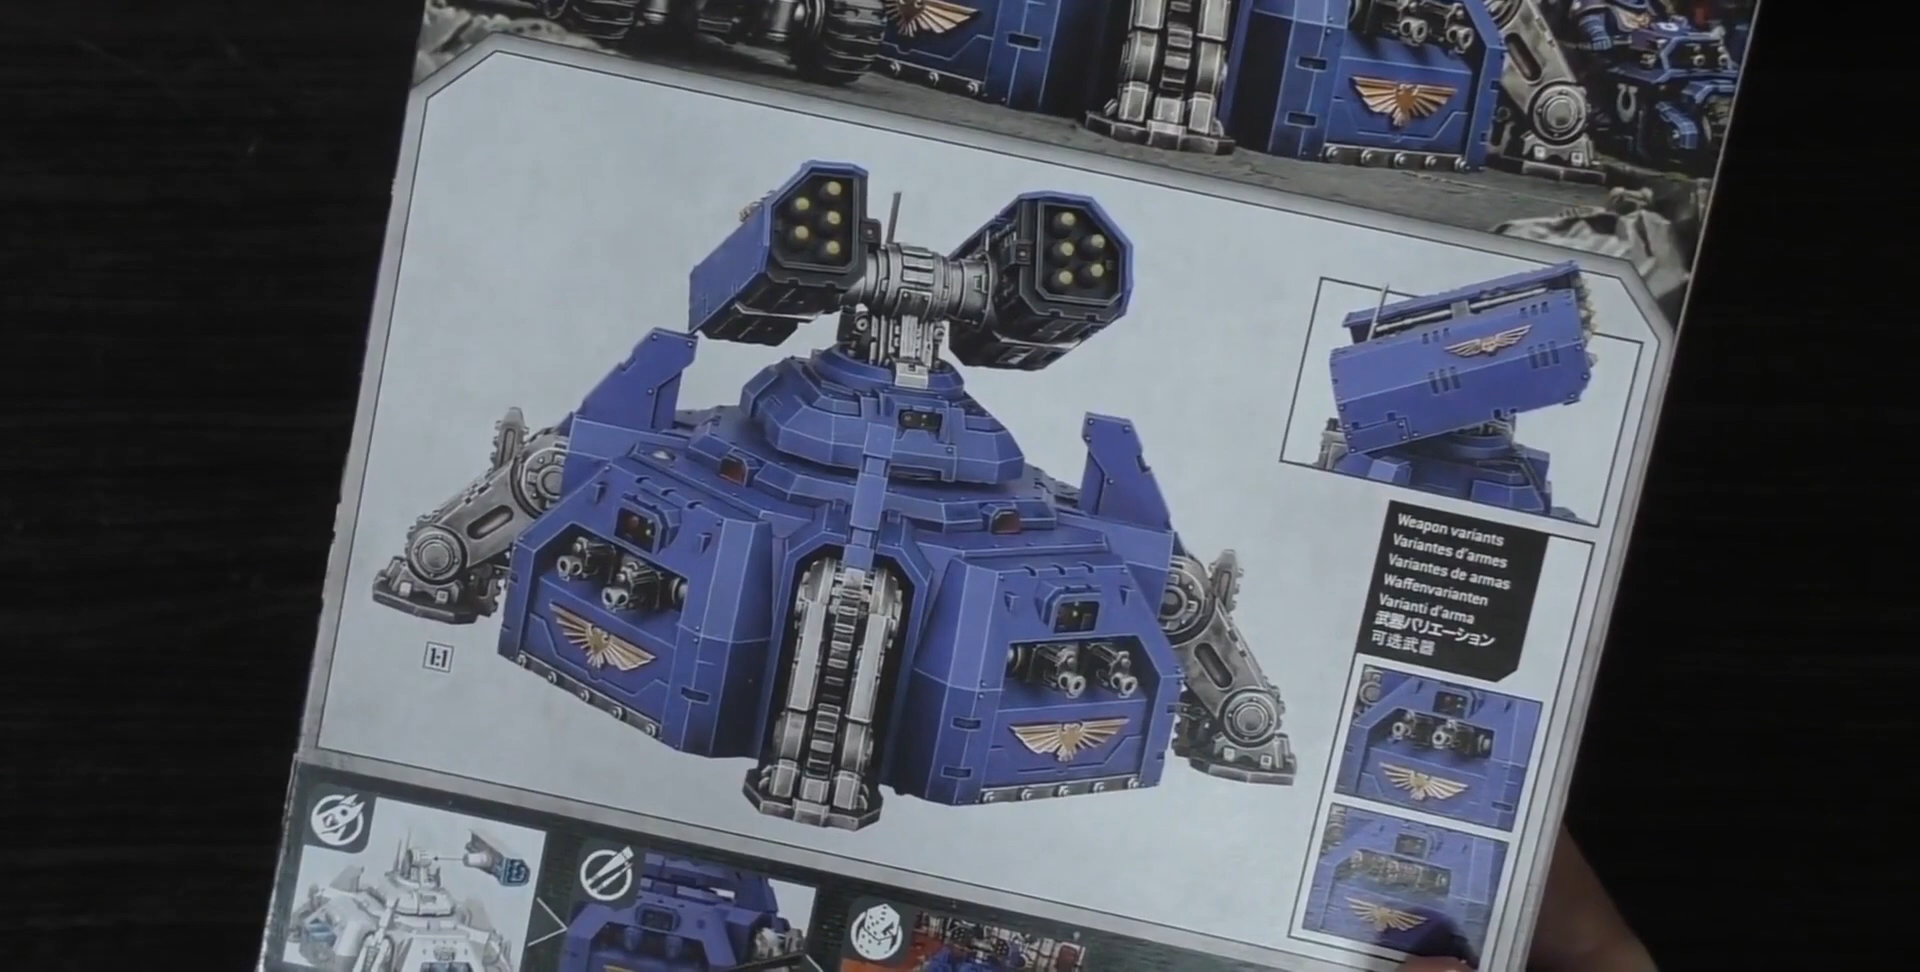 1:1
Weapon variants
Variantes d'armes
Variantes de armas
Waffenvarianten
Varianti d'arma
武器バリエーション
可选武器